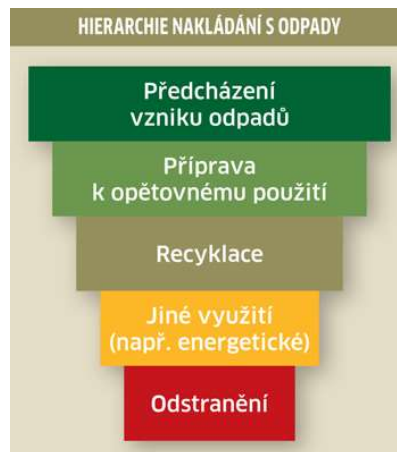 HIERARCHIE NAKLÁDÁNÍ S ODPADY
Předcházení
vzniku odpadů
Příprava
k opětovnému použití
Recyklace
Jiné využití
(např. energetické)
Odstranění